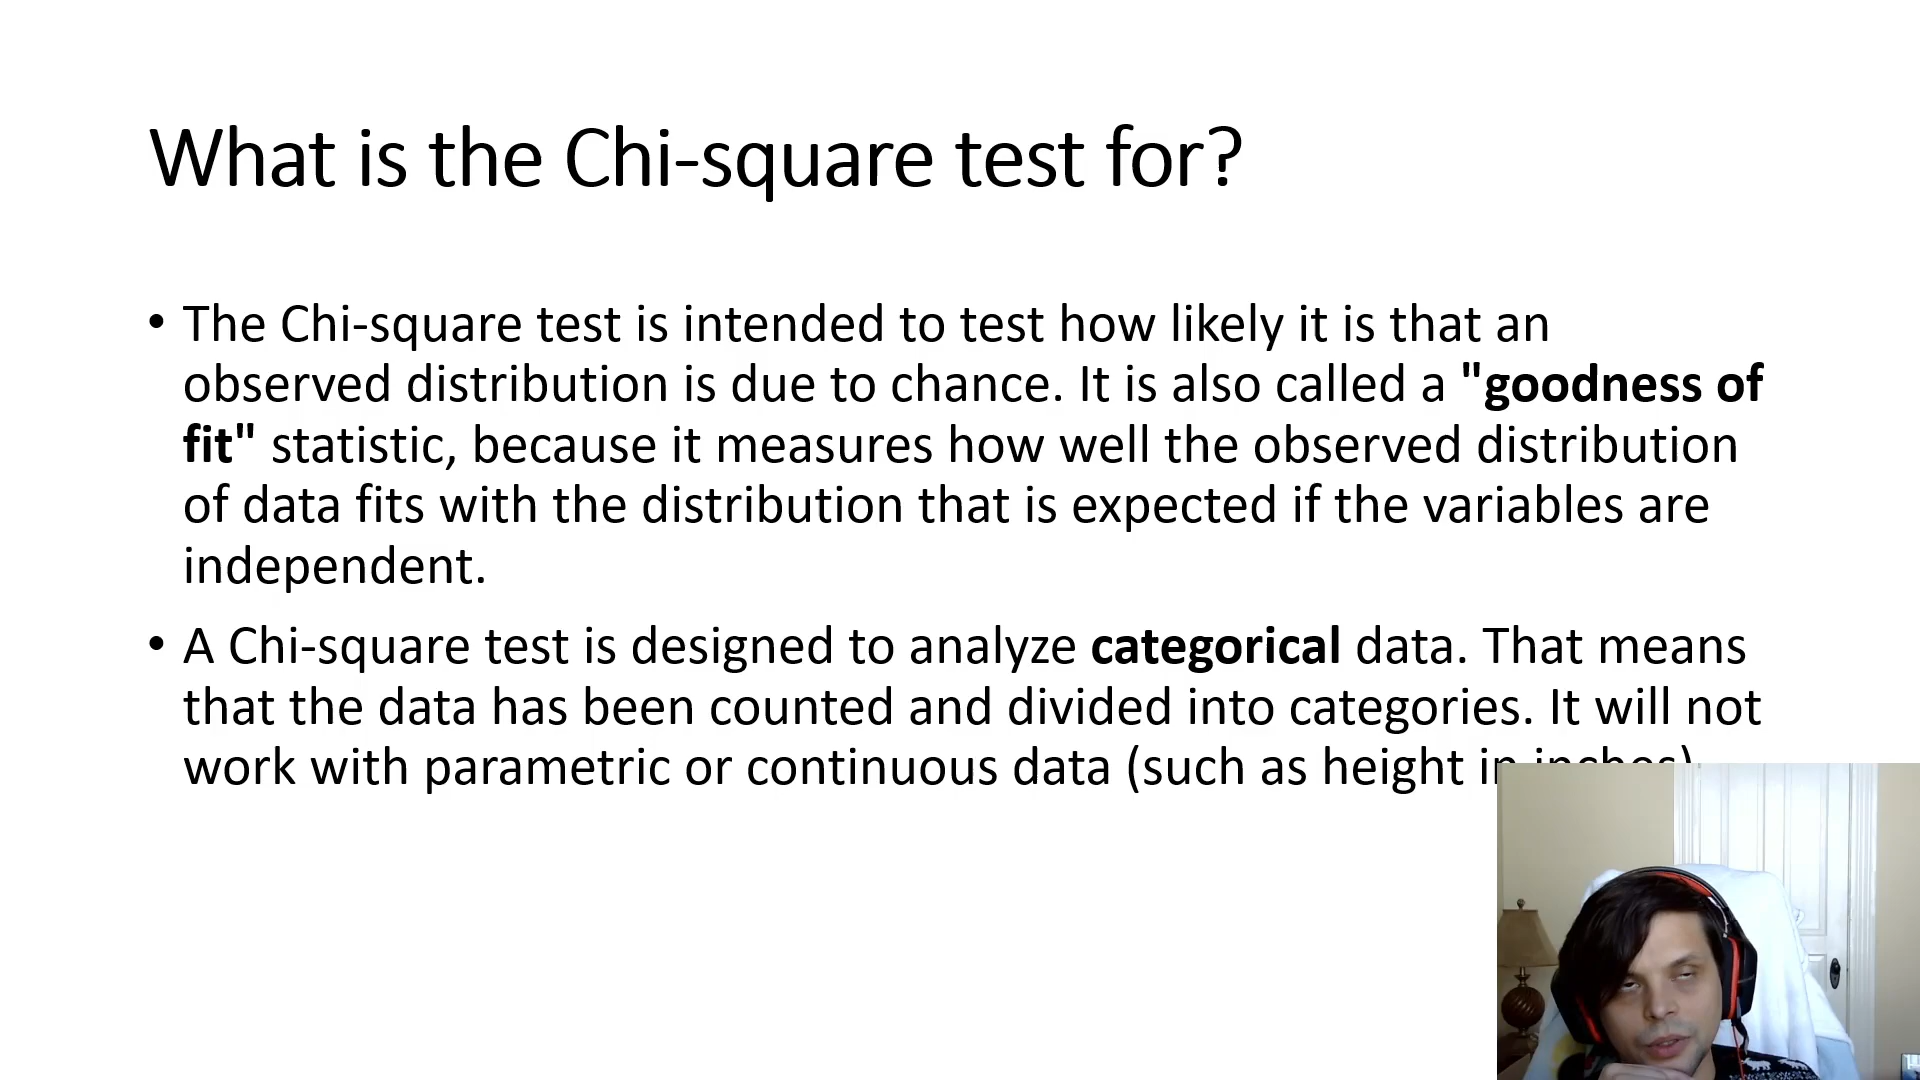 What is the Chi-square test for?
• The Chi-square test is intended to test how likely it is that an
observed distribution is due to chance. It is also called a "goodness of
fit" statistic, because it measures how well the observed distribution
of data fits with the distribution that is expected if the variables are
independent.
• A Chi-square test is designed to analyze categorical data. That means
that the data has been counted and divided into categories. It will not
work with parametric or continuous data (such as height in inches)